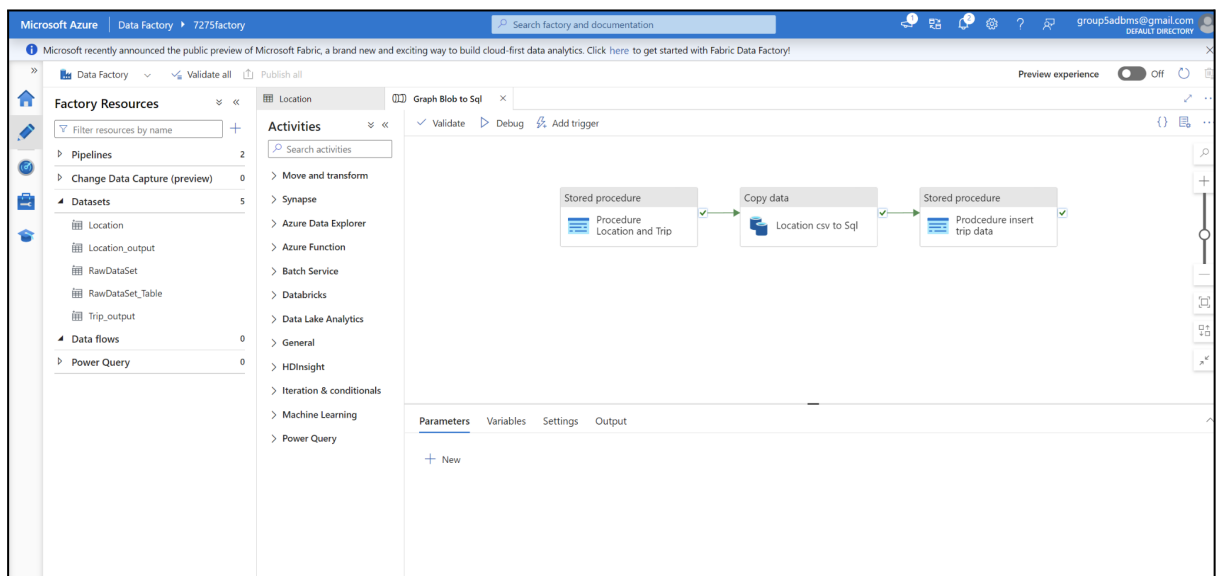 Microsoft Azure Data Factory 7275factory Search factory and documentation group5adbms@gmail.com
DEFAULT DIRECTORY
Microsoft recently announced the public preview of Microsoft Fabric, a brand new and exciting way to build cloud-first data analytics. Click here to get started with Fabric Data Factory!
Data Factory Validate all Publish all Preview experience Off
Factory Resources
Filter resources by name
Pipelines 2
Change Data Capture (preview) 0
Datasets 5
Location
Location_output
RawDataSet
RawDataSet_Table
Trip_output
Data flows 0
Power Query 0
Location Graph Blob to Sql
Activities
Search activities
Move and transform
Synapse
Azure Data Explorer
Azure Function
Batch Service
Databricks
Data Lake Analytics
General
HDInsight
Iteration & conditionals
Machine Learning
Power Query
Validate Debug Add trigger
Stored procedure
Procedure
Location and Trip
Copy data
Location csv to Sql
Stored procedure
Prodcedure insert
trip data
Parameters Variables Settings Output
New